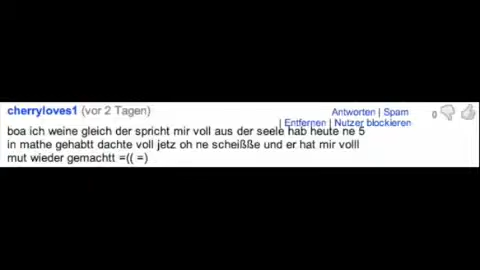 cherryloves1 (vor 2 Tagen) Antworten | Spam 0
| Entfernen | Nutzer blockieren
boa ich weine gleich der spricht mir voll aus der seele hab heute ne 5
in mathe gehabtt dachte voll jetz oh ne scheißße und er hat mir volll
mut wieder gemachtt =(( =)